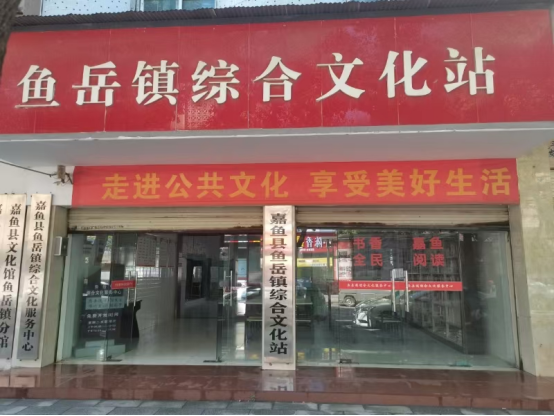 鱼岳镇综合文化站
走进公共文化 享受美好生活
嘉鱼县文化馆鱼岳镇分馆
嘉鱼县鱼岳镇综合文化服务中心
嘉鱼县鱼岳镇综合文化站
书香 嘉鱼
全民 阅读